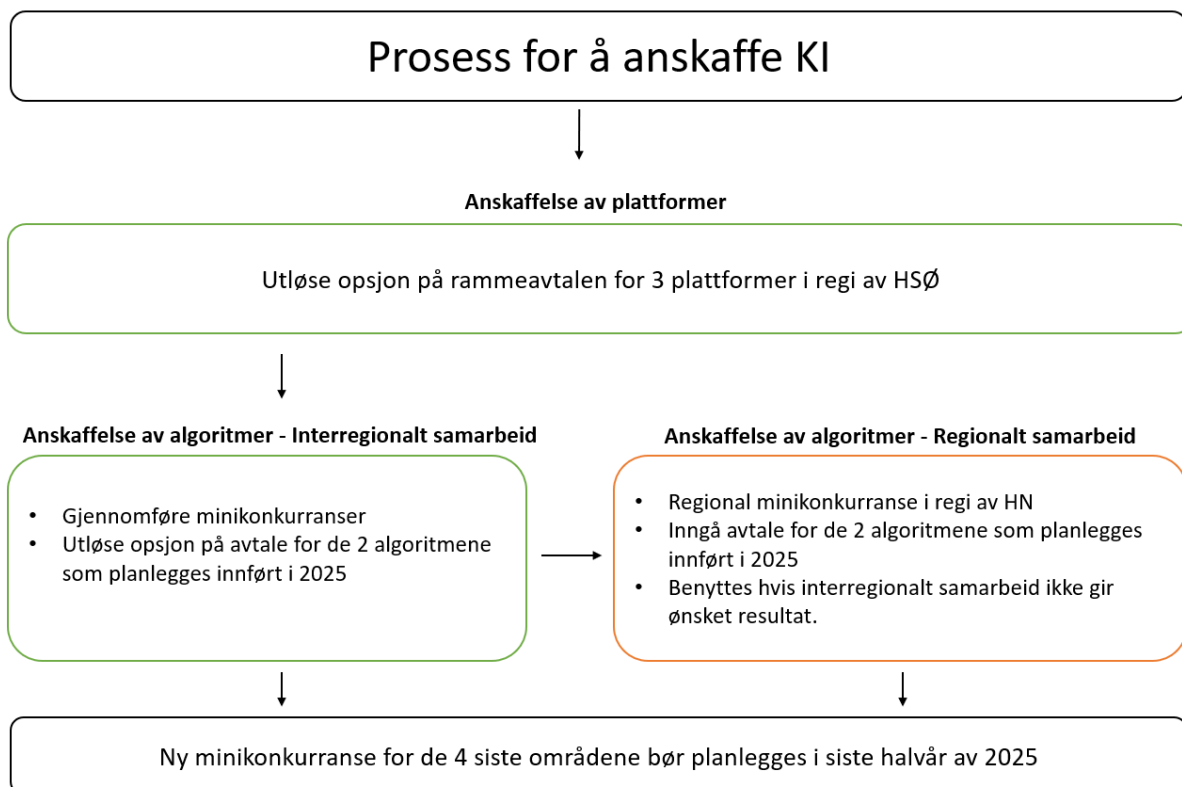 Prosess for å anskaffe KI
Anskaffelse av plattformer
Utløse opsjon på rammeavtalen for 3 plattformer i regi av HSØ
Anskaffelse av algoritmer - Interregionalt samarbeid
• Gjennomføre minikonkurranser
• Utløse opsjon på avtale for de 2 algoritmene
som planlegges innført i 2025
Anskaffelse av algoritmer - Regionalt samarbeid
• Regional minikonkurranse i regi av HN
• Inngå avtale for de 2 algoritmene som planlegges
innført i 2025
• Benyttes hvis interregionalt samarbeid ikke gir
ønsket resultat.
Ny minikonkurranse for de 4 siste områdene bør planlegges i siste halvår av 2025